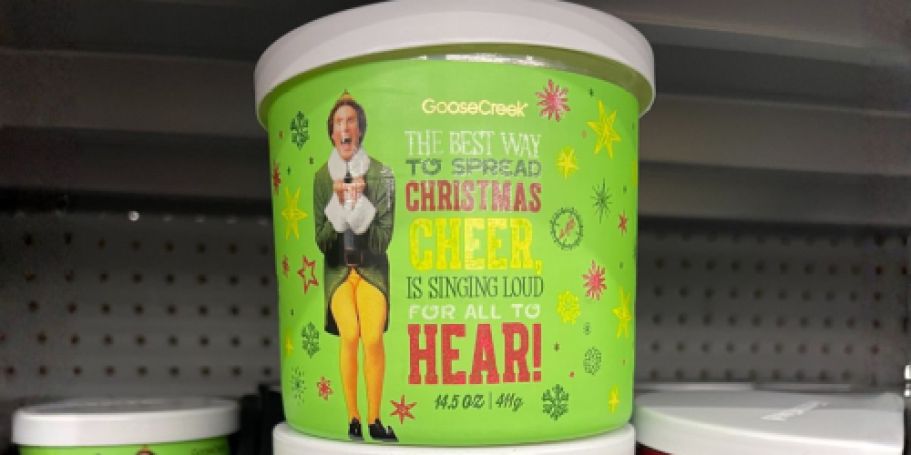 GooseCreek®
THE BEST WAY
TO SPREAD
CHRISTMAS
CHEER,
IS SINGING LOUD
FOR ALL TO
HEAR!
14.5 OZ | 411g